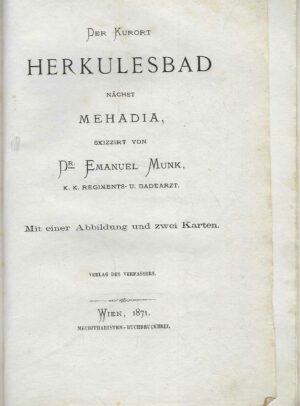 Der Kurort
HERKULESBAD
NÄCHST
MEHADIA,
SKIZZIRT VON
Dr. Emanuel Munk,
K. K. REGIMENTS- U. BADEARZT.
Mit einer Abbildung und zwei Karten.
VERLAG DES VERFASSERS.
Wien, 1871.
MECHITHARISTEN-BUCHDRUCKEREI.